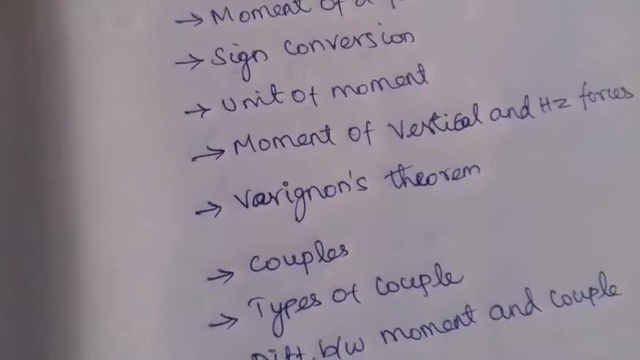 → Moment of a
→ Sign conversion
→ Unit of moment
→ Moment of vertical and Hz forces
→ Varignon's theorem
→ Couples
→ Types of couple
Diff. b/w moment and couple